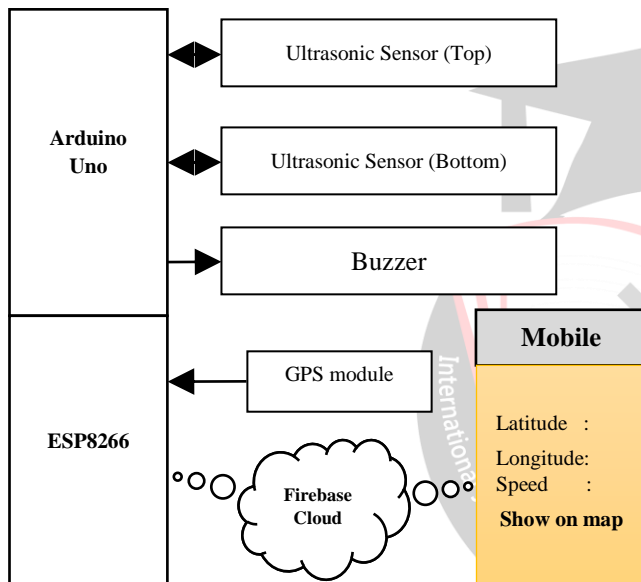 Arduino
Uno
Ultrasonic Sensor (Top)
Ultrasonic Sensor (Bottom)
Buzzer
ESP8266
GPS module
Firebase
Cloud
Mobile
Latitude :
Longitude:
Speed :
Show on map
International